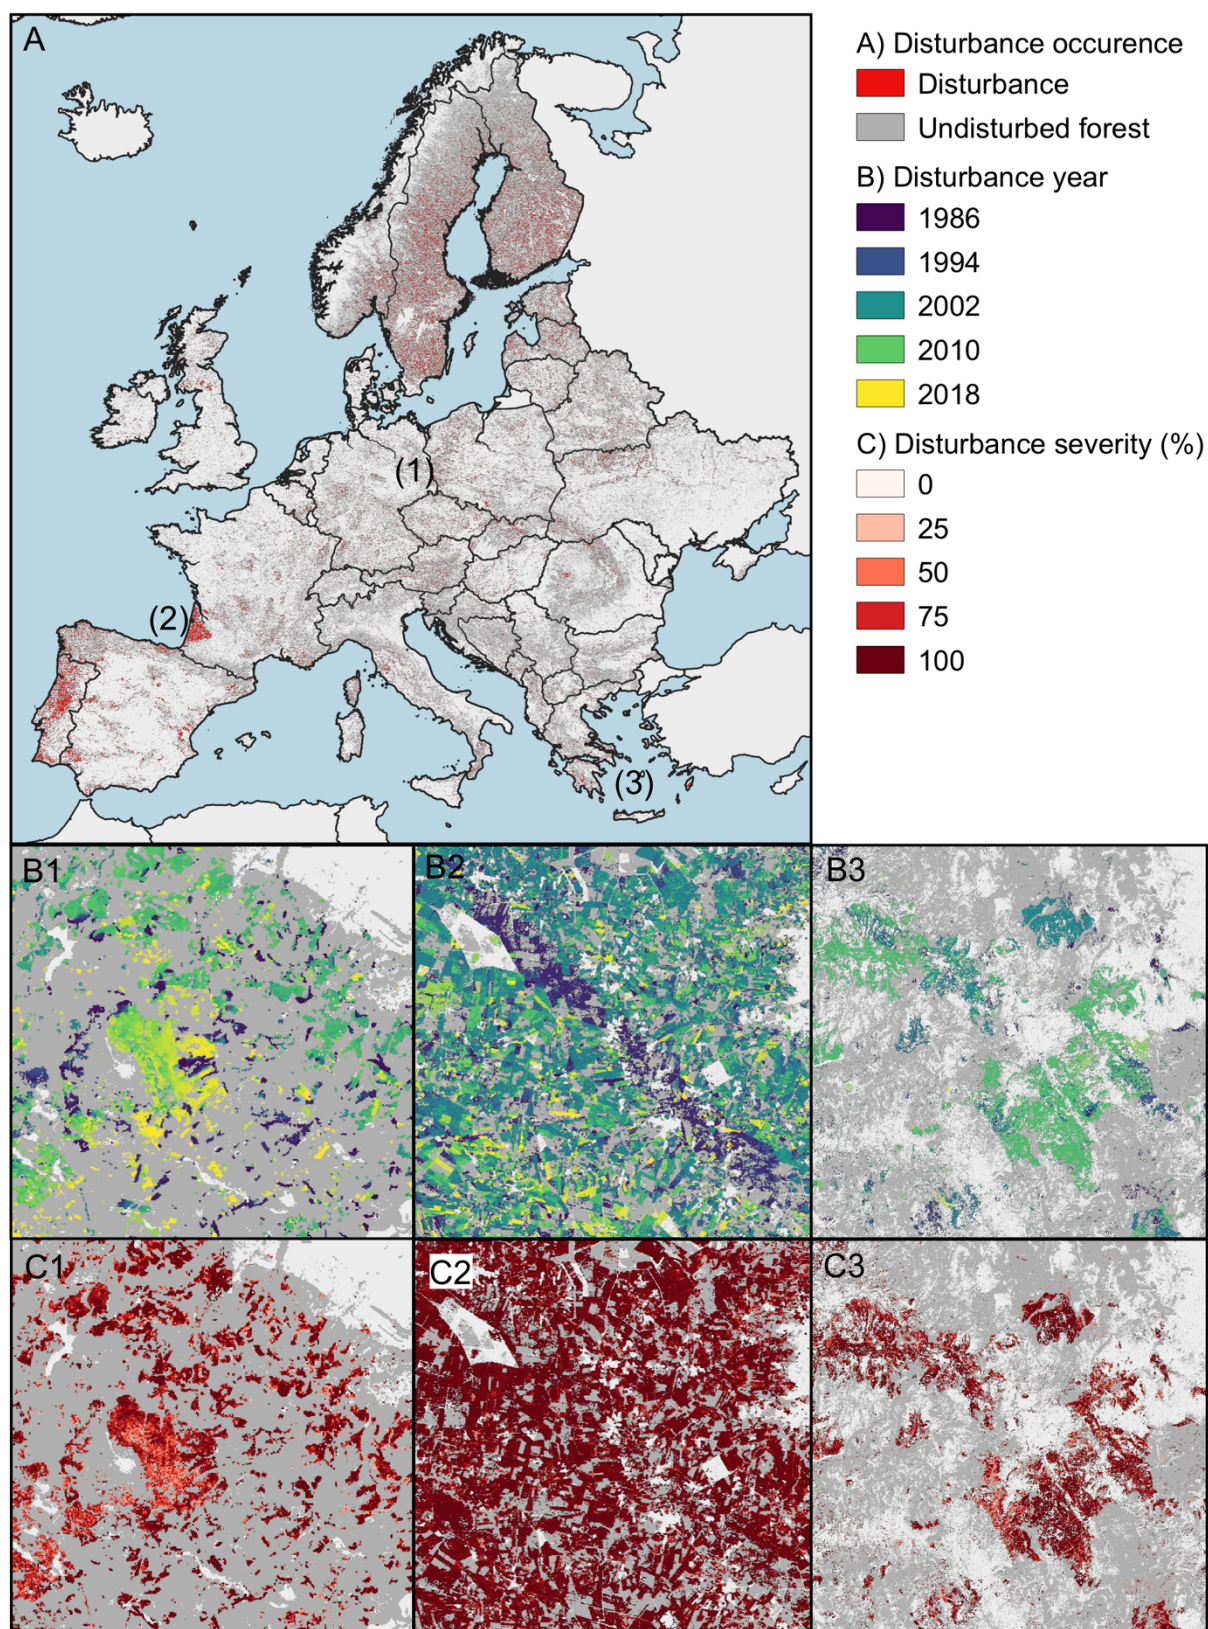 A
(1)
(2)
(3)
A) Disturbance occurence
Disturbance
Undisturbed forest
B) Disturbance year
1986
1994
2002
2010
2018
C) Disturbance severity (%)
0
25
50
75
100
B1
B2
B3
C1
C2
C3